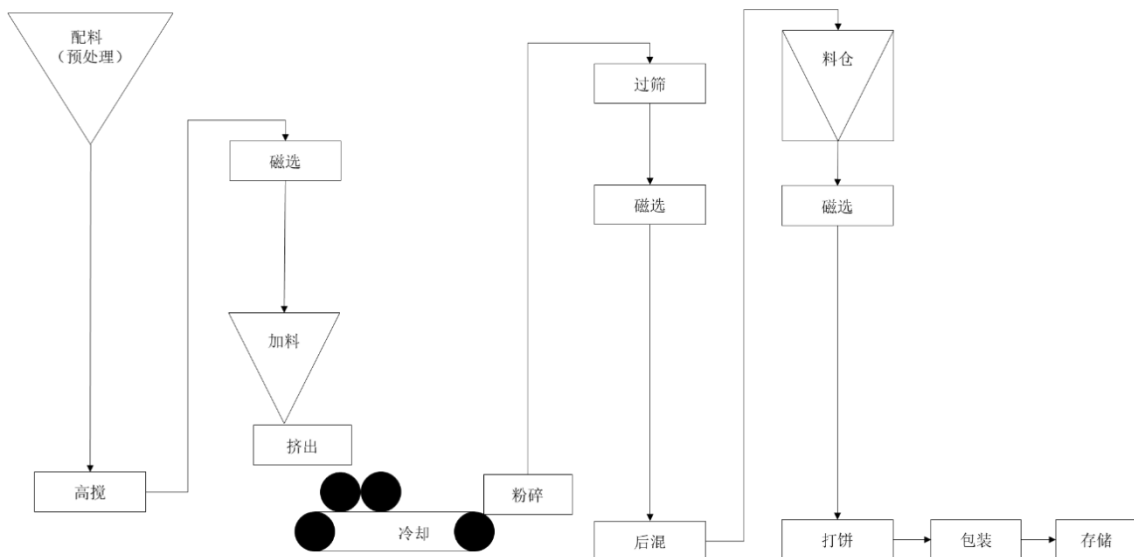 配料
（预处理）
高搅
磁选
加料
挤出
冷却
粉碎
过筛
磁选
后混
料仓
磁选
打饼
包装
存储